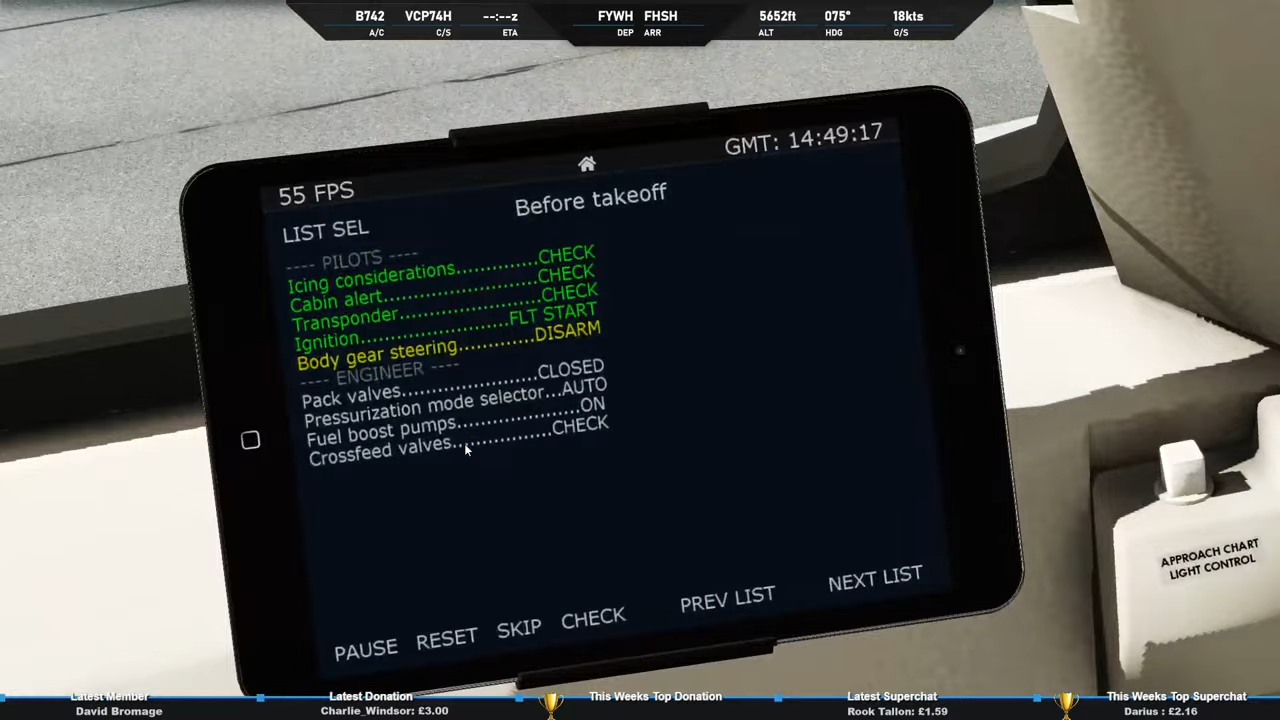 B742 VCP74H --:--z FYWH FHSH 5652ft 075° 18kts
A/C C/S ETA DEP ARR ALT HDG G/S
55 FPS GMT: 14:49:17
LIST SEL Before takeoff
---- PILOTS ----
Icing considerations.............CHECK
Cabin alert.........................CHECK
Transponder.......................CHECK
Ignition.........................FLT START
Body gear steering............DISARM
---- ENGINEER ----
Pack valves.......................CLOSED
Pressurization mode selector...AUTO
Fuel boost pumps....................ON
Crossfeed valves................CHECK
PAUSE RESET SKIP CHECK PREV LIST NEXT LIST
APPROACH CHART
LIGHT CONTROL
Latest Member Latest Donation This Weeks Top Donation Latest Superchat This Weeks Top Superchat
David Bromage Charlie_Windsor: £3.00 Rook Tallon: £1.59 Darius : £2.16